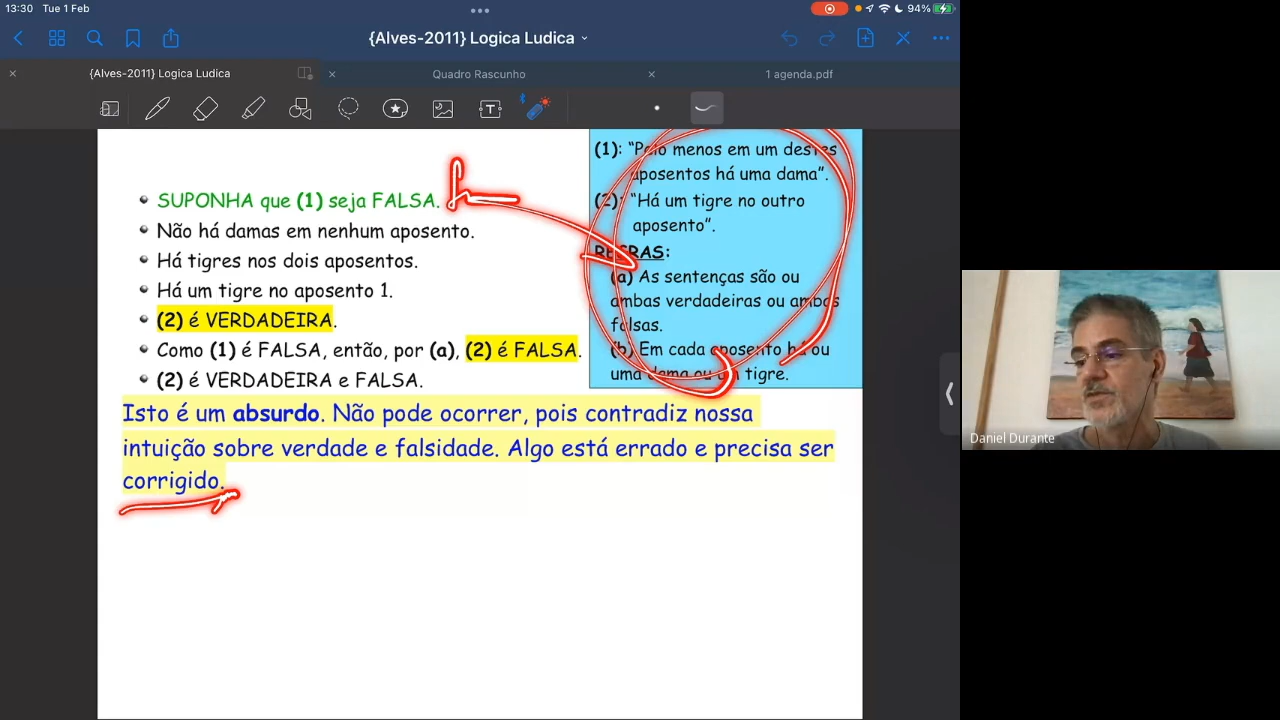 13:30 Tue 1 Feb
94%
{Alves-2011} Logica Ludica
{Alves-2011} Logica Ludica
Quadro Rascunho
1 agenda.pdf
• SUPONHA que (1) seja FALSA.
• Não há damas em nenhum aposento.
• Há tigres nos dois aposentos.
• Há um tigre no aposento 1.
• (2) é VERDADEIRA.
• Como (1) é FALSA, então, por (a), (2) é FALSA.
• (2) é VERDADEIRA e FALSA.
(1): “Pelo menos em um destes
aposentos há uma dama”.
(2): “Há um tigre no outro
aposento”.
REGRAS:
(a) As sentenças são ou
ambas verdadeiras ou ambas
falsas.
(b) Em cada aposento há ou
uma dama ou um tigre.
Isto é um absurdo. Não pode ocorrer, pois contradiz nossa
intuição sobre verdade e falsidade. Algo está errado e precisa ser
corrigido.
Daniel Durante